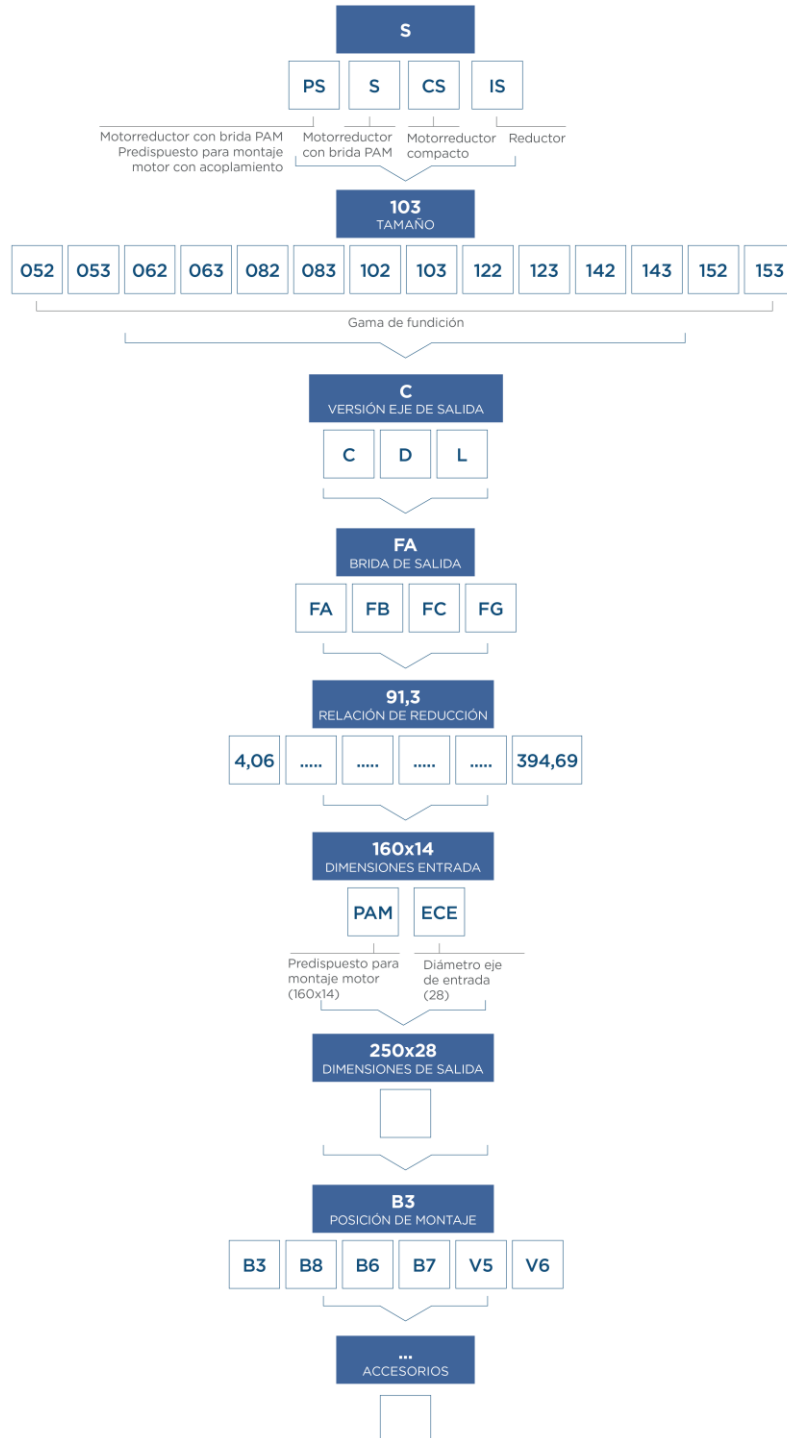 S
PS S CS IS
Motorreductor con brida PAM
Predispuesto para montaje
motor con acoplamiento
Motorreductor
con brida PAM
Motorreductor
compacto
Reductor
103
TAMAÑO
052 053 062 063 082 083 102 103 122 123 142 143 152 153
Gama de fundición
C
VERSIÓN EJE DE SALIDA
C D L
FA
BRIDA DE SALIDA
FA FB FC FG
91,3
RELACIÓN DE REDUCCIÓN
4,06 ..... ..... ..... ..... 394,69
160x14
DIMENSIONES ENTRADA
PAM ECE
Predispuesto para
montaje motor
(160x14)
Diámetro eje
de entrada
(28)
250x28
DIMENSIONES DE SALIDA
B3
POSICIÓN DE MONTAJE
B3 B8 B6 B7 V5 V6
...
ACCESORIOS